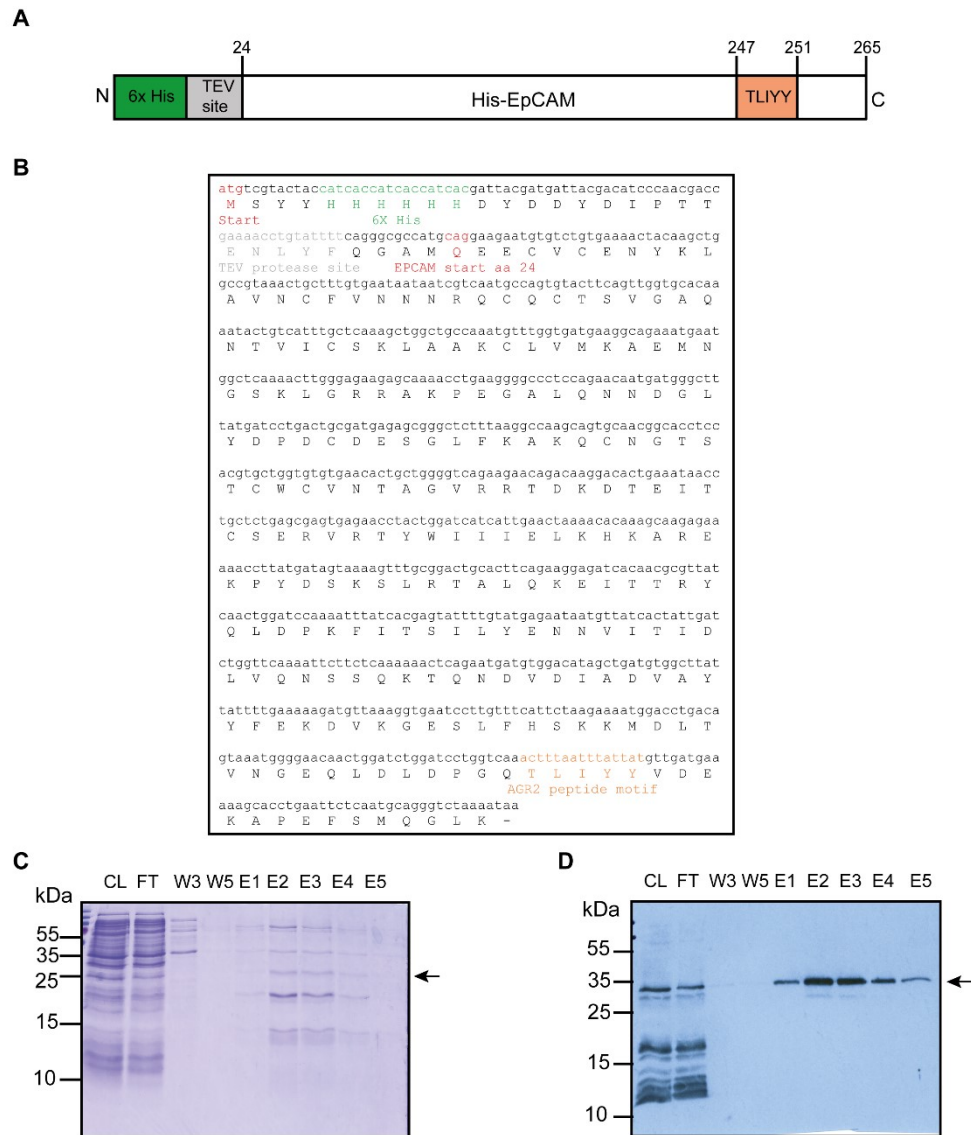 A
24 247 251 265
N 6x His TEV site His-EpCAM TLIYY C
B
atgtcgtactaccatcaccatcaccatcacgattacgatgattacgacatcccaacgacc
M S Y Y H H H H H H D Y D D Y D I P T T
Start 6X His
gaaaacctgtattttcagggcgccatgcaggaagaatgtgtctgtgaaaactacaagctg
E N L Y F Q G A M Q E E C V C E N Y K L
TEV protease site EPCAM start aa 24
gccgtaaactgctttgtgaataataatcgtcaatgccagtgtacttcagttggtgcacaa
A V N C F V N N N R Q C Q C T S V G A Q
aatactgtcatttgctcaaagctggctgccaaatgtttggtgatgaaggcagaaatgaat
N T V I C S K L A A K C L V M K A E M N
ggctcaaaacttgggagaagagcaaaacctgaaggggccctccagaacaatgatgggctt
G S K L G R R A K P E G A L Q N N D G L
tatgatcctgactgcgatgagagcgggctctttaaggccaagcagtgcaacggcacctcc
Y D P D C D E S G L F K A K Q C N G T S
acgtgctggtgtgtgaacactgctggggtcagaagaacagacaaggacactgaaataacc
T C W C V N T A G V R R T D K D T E I T
tgctctgagcgagtgagaacctactggatcatcattgaactaaaacacaaagcaagagaa
C S E R V R T Y W I I I E L K H K A R E
aaaccttatgatagtaaaagtttgcggactgcacttcagaaggagatcacaacgcgttat
K P Y D S K S L R T A L Q K E I T T R Y
caactggatccaaaatttatcacgagtattttgtatgagaataatgttatcactattgat
Q L D P K F I T S I L Y E N N V I T I D
ctggttcaaaattcttctcaaaaaactcagaatgatgtggacatagctgatgtggcttat
L V Q N S S Q K T Q N D V D I A D V A Y
tattttgaaaaagatgttaaaggtgaatccttgtttcattctaagaaaatggacctgaca
Y F E K D V K G E S L F H S K K M D L T
gtaaatggggaacaactggatctggatcctggtcaaactttaatttattatgttgatgaa
V N G E Q L D L D P G Q T L I Y Y V D E
AGR2 peptide motif
aaagcacctgaattctcaatgcagggtctaaaataa
K A P E F S M Q G L K -
C
kDa CL FT W3 W5 E1 E2 E3 E4 E5
55
35
25
15
10
D
kDa CL FT W3 W5 E1 E2 E3 E4 E5
55
35
25
15
10